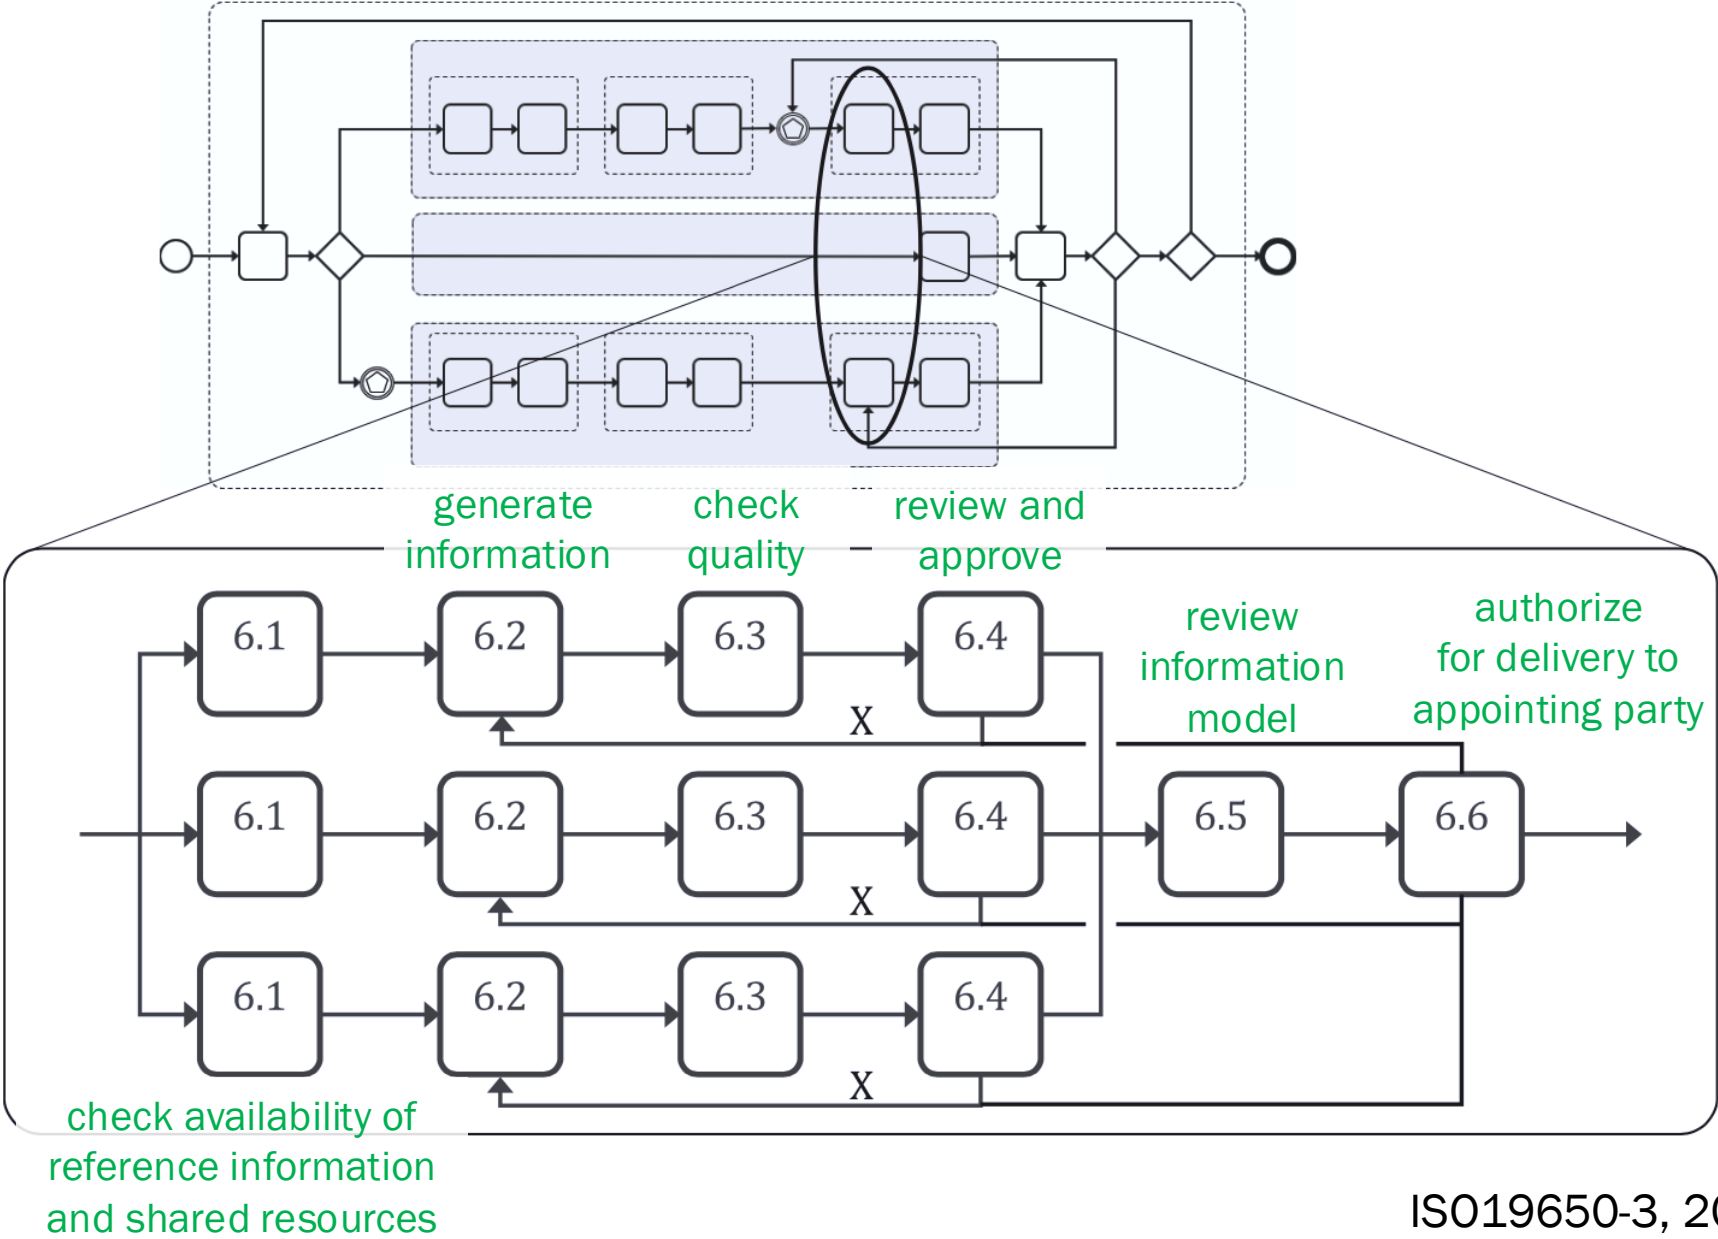 generate
information
check
quality
review and
approve
review
information
model
authorize
for delivery to
appointing party
6.1
6.2
6.3
6.4
X
6.1
6.2
6.3
6.4
6.5
6.6
X
6.1
6.2
6.3
6.4
X
check availability of
reference information
and shared resources
ISO19650-3,